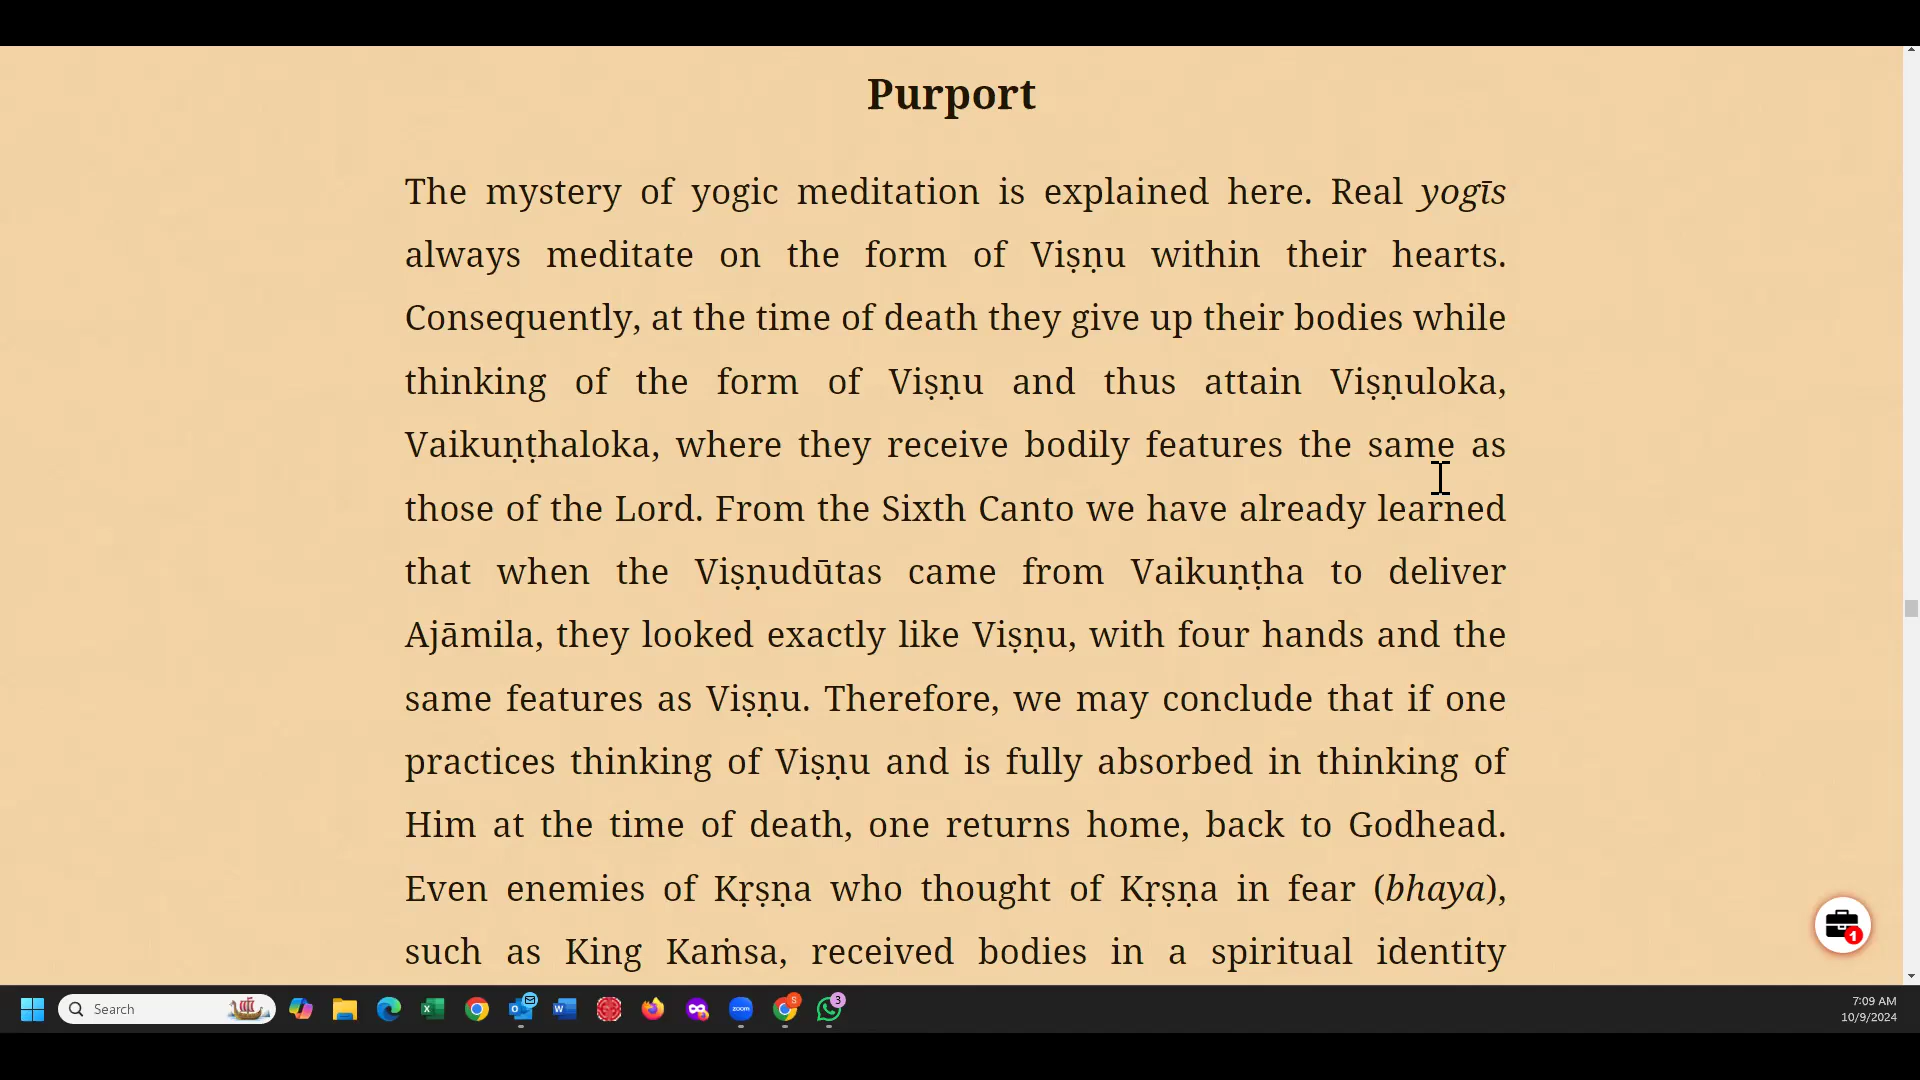 Purport
The mystery of yogic meditation is explained here. Real yogīs
always meditate on the form of Viṣṇu within their hearts.
Consequently, at the time of death they give up their bodies while
thinking of the form of Viṣṇu and thus attain Viṣṇuloka,
Vaikuṇṭhaloka, where they receive bodily features the same as
those of the Lord. From the Sixth Canto we have already learned
that when the Viṣṇudūtas came from Vaikuṇṭha to deliver
Ajāmila, they looked exactly like Viṣṇu, with four hands and the
same features as Viṣṇu. Therefore, we may conclude that if one
practices thinking of Viṣṇu and is fully absorbed in thinking of
Him at the time of death, one returns home, back to Godhead.
Even enemies of Kṛṣṇa who thought of Kṛṣṇa in fear (bhaya),
such as King Kaṁsa, received bodies in a spiritual identity
1
Search
zoom
S
3
7:09 AM
10/9/2024